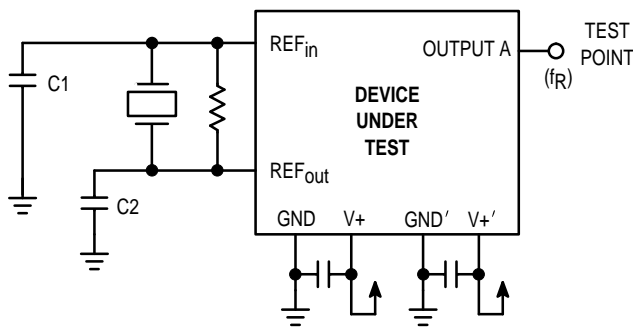 REFin
OUTPUT A
TEST
POINT
(fR)
C1
DEVICE
UNDER
TEST
REFout
C2
GND
V+
GND′
V+′